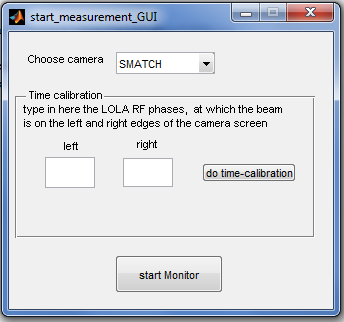 start_measurement_GUI
Choose camera SMATCH
Time calibration
type in here the LOLA RF phases, at which the beam
is on the left and right edges of the camera screen
left right
do time-calibration
start Monitor